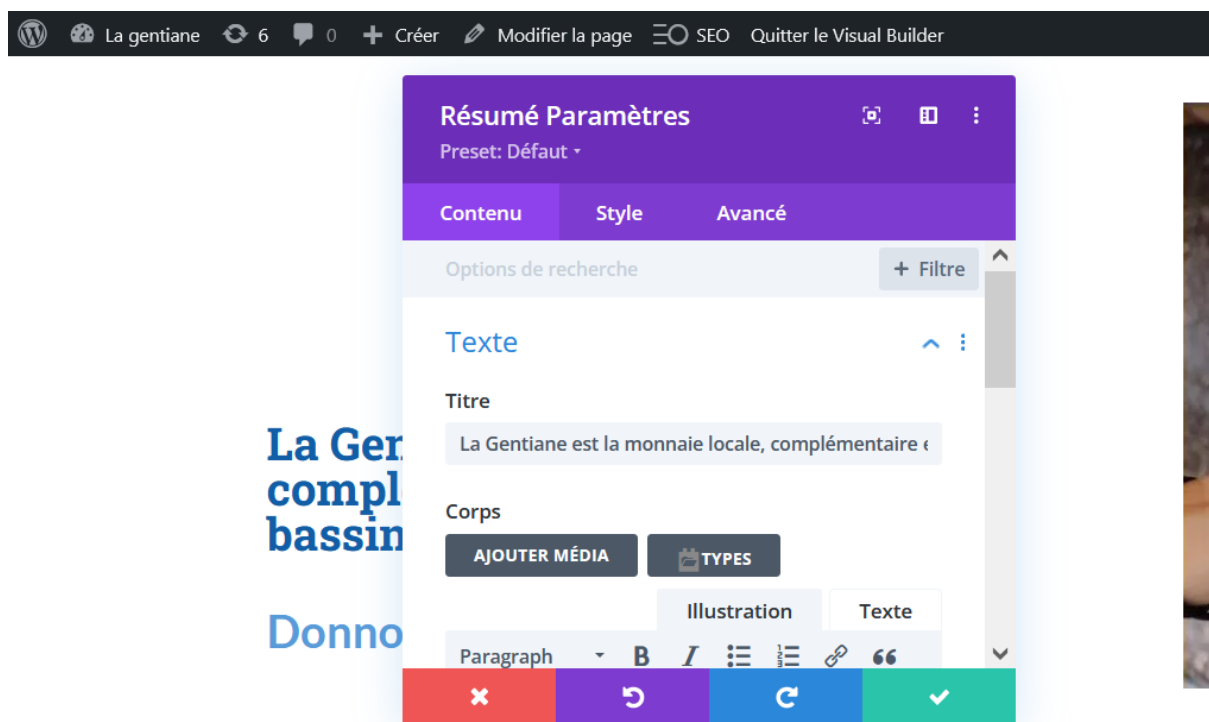 La gentiane 6 0 Créer Modifier la page SEO Quitter le Visual Builder
Résumé Paramètres
Preset: Défaut
Contenu Style Avancé
Options de recherche + Filtre
Texte
Titre
La Gentiane est la monnaie locale, complémentaire e
Corps
AJOUTER MÉDIA TYPES
Illustration Texte
Paragraph B I
La Gen
compl
bassin
Donno